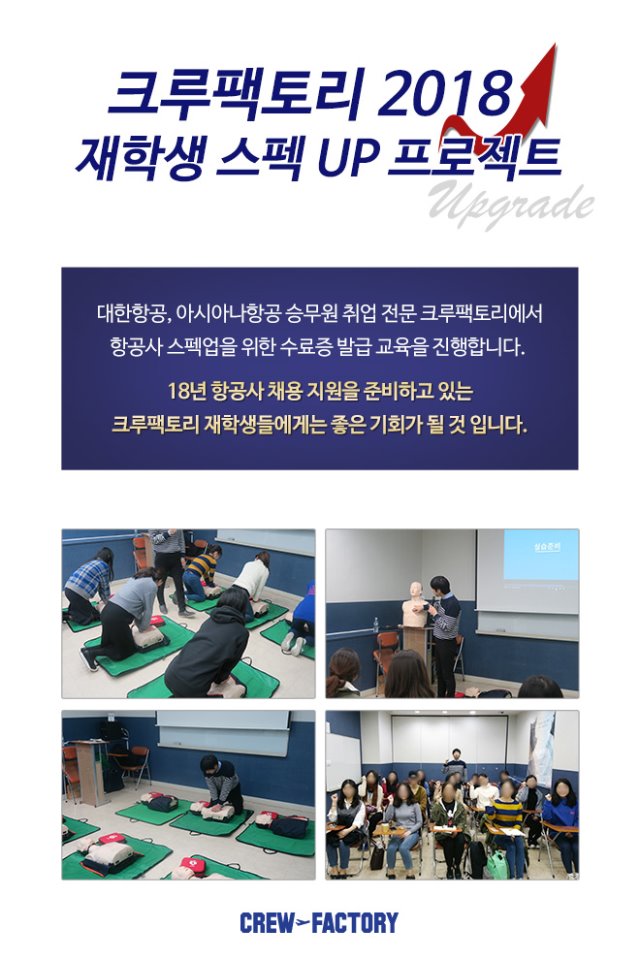 크루팩토리 2018
재학생 스펙 UP 프로젝트
Upgrade
대한항공, 아시아나항공 승무원 취업 전문 크루팩토리에서
항공사 스펙업을 위한 수료증 발급 교육을 진행합니다.
18년 항공사 채용 지원을 준비하고 있는
크루팩토리 재학생들에게는 좋은 기회가 될 것 입니다.
실습준비
CREW FACTORY